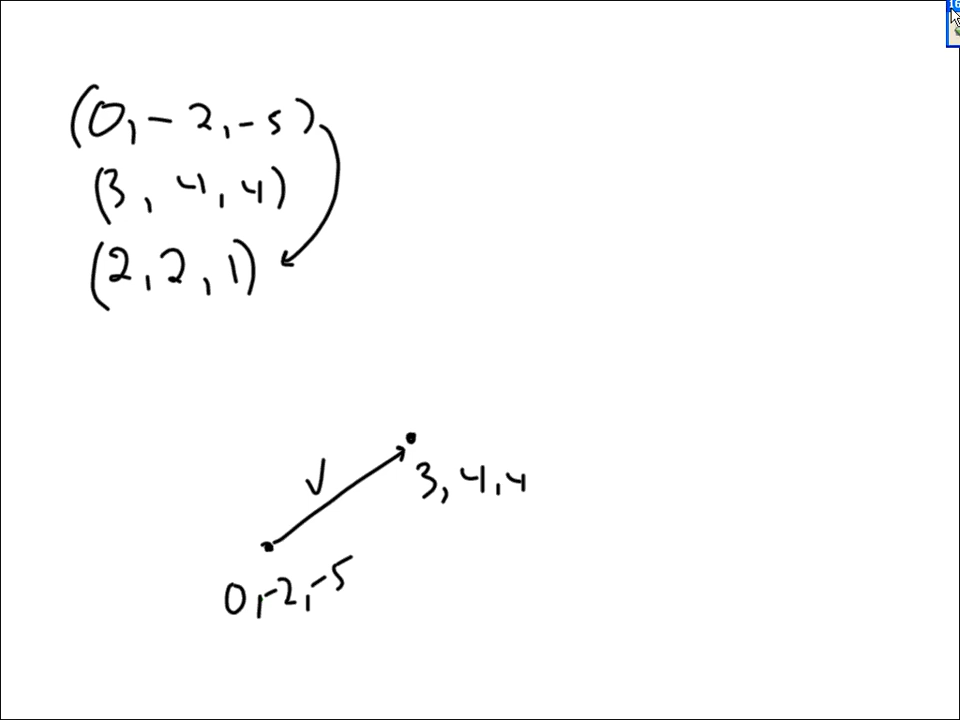 (0, -2, -5)
(3, 4, 4)
(2, 2, 1)
V
3, 4, 4
0, -2, -5